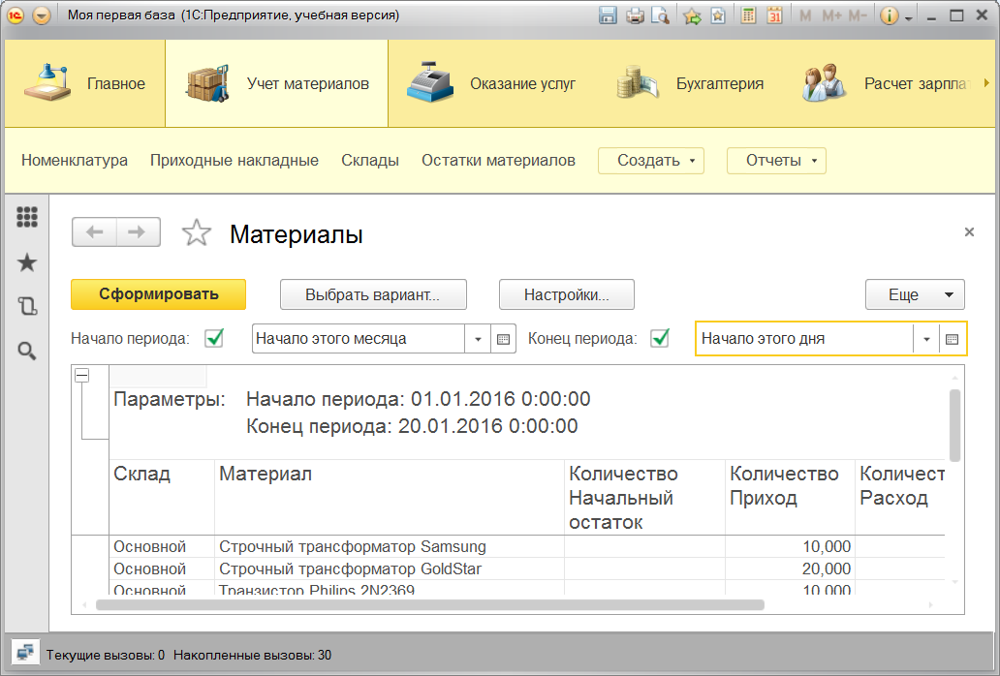 Моя первая база (1С:Предприятие, учебная версия)
M M+ M-
Главное Учет материалов Оказание услуг Бухгалтерия Расчет зарпла
Номенклатура Приходные накладные Склады Остатки материалов Создать Отчеты
Материалы
Сформировать Выбрать вариант... Настройки... Еще
Начало периода: Начало этого месяца Конец периода: Начало этого дня
Параметры: Начало периода: 01.01.2016 0:00:00
Конец периода: 20.01.2016 0:00:00
Склад Материал Количество Количество Количест
Начальный Приход Расход
остаток
Основной Строчный трансформатор Samsung 10,000
Основной Строчный трансформатор GoldStar 20,000
Основной Транзистор Philips 2N2369 10,000
Текущие вызовы: 0 Накопленные вызовы: 30